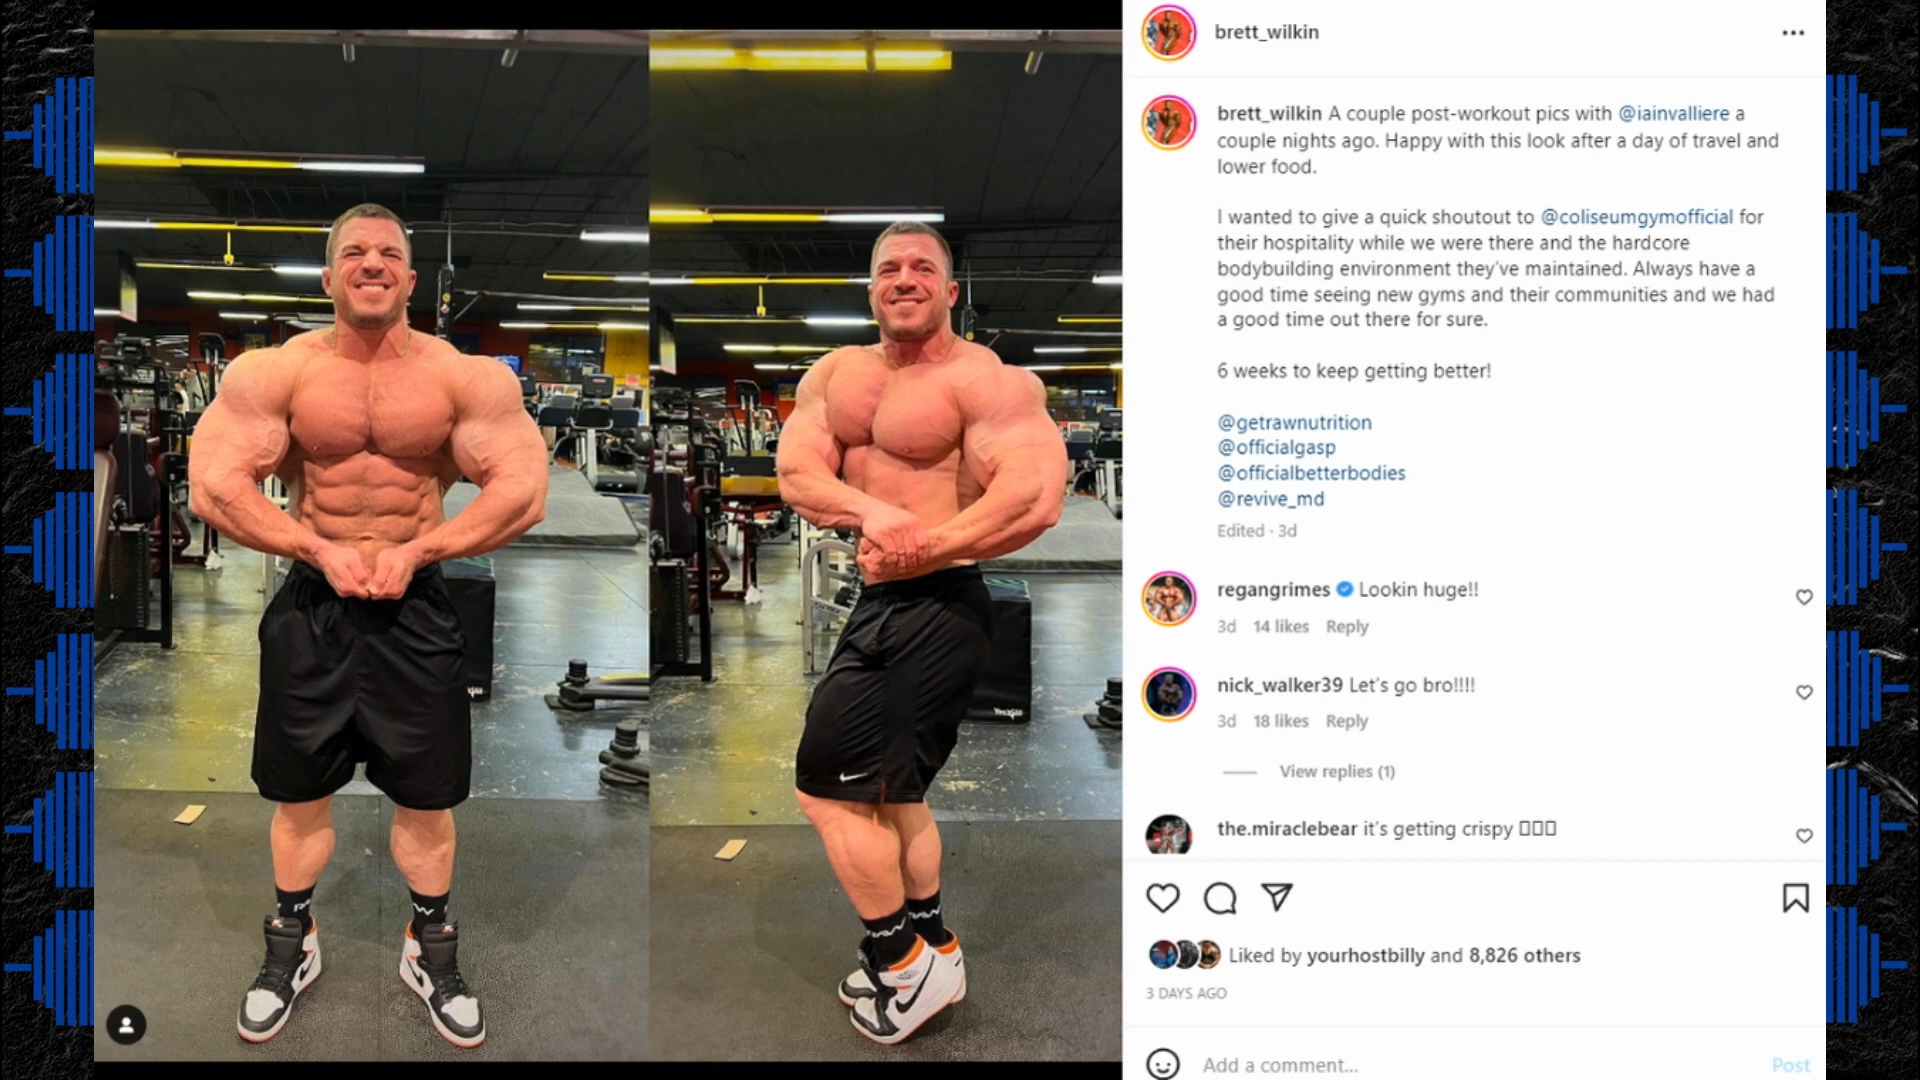 brett_wilkin
brett_wilkin A couple post-workout pics with @iainvalliere a
couple nights ago. Happy with this look after a day of travel and
lower food.
I wanted to give a quick shoutout to @coliseumgymofficial for
their hospitality while we were there and the hardcore
bodybuilding environment they've maintained. Always have a
good time seeing new gyms and their communities and we had
a good time out there for sure.
6 weeks to keep getting better!
@getrawnutrition
@officialgasp
@officialbetterbodies
@revive_md
Edited · 3d
regangrimes Lookin huge!!
3d 14 likes Reply
nick_walker39 Let's go bro!!!!
3d 18 likes Reply
View replies (1)
the.miraclebear it's getting crispy
Liked by yourhostbilly and 8,826 others
3 DAYS AGO
Add a comment...
Post
RAW
RAW